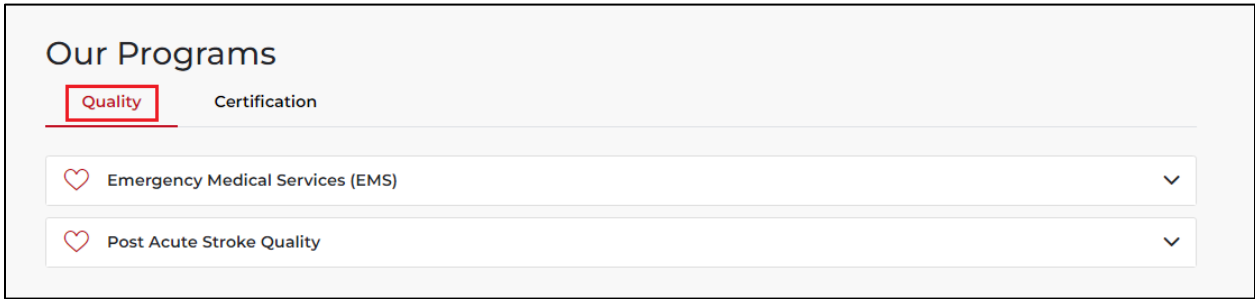 Our Programs
Quality Certification
Emergency Medical Services (EMS)
Post Acute Stroke Quality